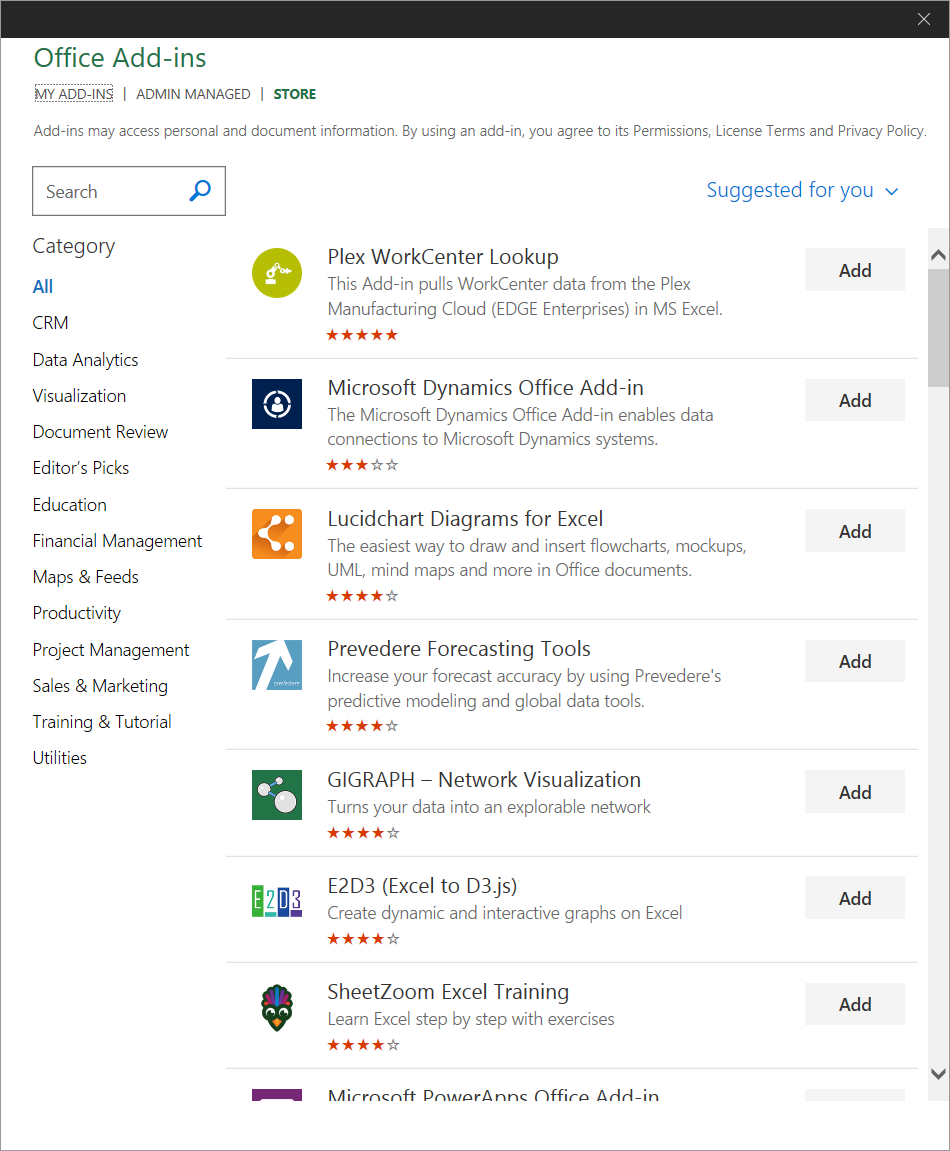 Office Add-ins
MY ADD-INS | ADMIN MANAGED | STORE
Add-ins may access personal and document information. By using an add-in, you agree to its Permissions, License Terms and Privacy Policy.
Search
Suggested for you
Category
All
CRM
Data Analytics
Visualization
Document Review
Editor's Picks
Education
Financial Management
Maps & Feeds
Productivity
Project Management
Sales & Marketing
Training & Tutorial
Utilities
Plex WorkCenter Lookup
This Add-in pulls WorkCenter data from the Plex
Manufacturing Cloud (EDGE Enterprises) in MS Excel.
Add
Microsoft Dynamics Office Add-in
The Microsoft Dynamics Office Add-in enables data
connections to Microsoft Dynamics systems.
Add
Lucidchart Diagrams for Excel
The easiest way to draw and insert flowcharts, mockups,
UML, mind maps and more in Office documents.
Add
prevedere
Prevedere Forecasting Tools
Increase your forecast accuracy by using Prevedere's
predictive modeling and global data tools.
Add
GIGRAPH – Network Visualization
Turns your data into an explorable network
Add
E2D3
E2D3 (Excel to D3.js)
Create dynamic and interactive graphs on Excel
Add
SheetZoom Excel Training
Learn Excel step by step with exercises
Add
Microsoft PowerApps Office Add-in